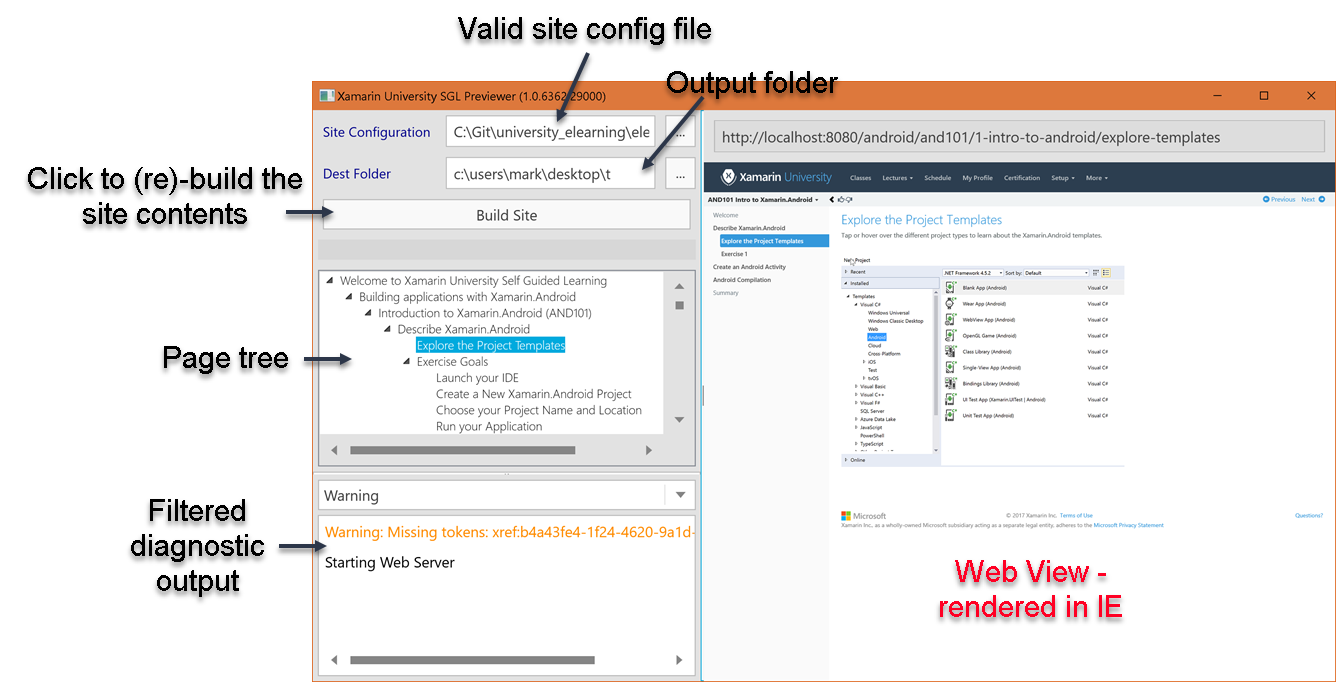 Valid site config file
Output folder
Xamarin University SGL Previewer (1.0.6362.29000)
Site Configuration
C:\Git\university_elearning\ele
...
Dest Folder
c:\users\mark\desktop\t
...
Click to (re)-build the
site contents
Build Site
Welcome to Xamarin University Self Guided Learning
Building applications with Xamarin.Android
Introduction to Xamarin.Android (AND101)
Describe Xamarin.Android
Explore the Project Templates
Exercise Goals
Launch your IDE
Create a New Xamarin.Android Project
Choose your Project Name and Location
Run your Application
Page tree
Warning
Filtered
diagnostic
output
Warning: Missing tokens: xref:b4a43fe4-1f24-4620-9a1d-
Starting Web Server
http://localhost:8080/android/and101/1-intro-to-android/explore-templates
Xamarin University
Classes Lectures Schedule My Profile Certification Setup More
AND101 Intro to Xamarin.Android
Previous Next
Welcome
Describe Xamarin.Android
Explore the Project Templates
Exercise 1
Create an Android Activity
Android Compilation
Summary
Explore the Project Templates
Tap or hover over the different project types to learn about the Xamarin.Android templates.
New Project
Recent
.NET Framework 4.5.2 Sort by: Default
Installed
Templates
Visual C#
Windows Universal
Windows Classic Desktop
Web
Android
Cloud
Cross-Platform
iOS
Test
tvOS
Visual Basic
Visual C++
Visual F#
SQL Server
Azure Data Lake
JavaScript
PowerShell
TypeScript
Online
Blank App (Android) Visual C#
Wear App (Android) Visual C#
WebView App (Android) Visual C#
OpenGL Game (Android) Visual C#
Class Library (Android) Visual C#
Single-View App (Android) Visual C#
Bindings Library (Android) Visual C#
UI Test App (Xamarin.UITest | Android) Visual C#
Unit Test App (Android) Visual C#
Microsoft
© 2017 Xamarin Inc. Terms of Use
Questions?
Xamarin Inc., as a wholly-owned Microsoft subsidiary acting as a separate legal entity, adheres to the Microsoft Privacy Statement
Web View -
rendered in IE